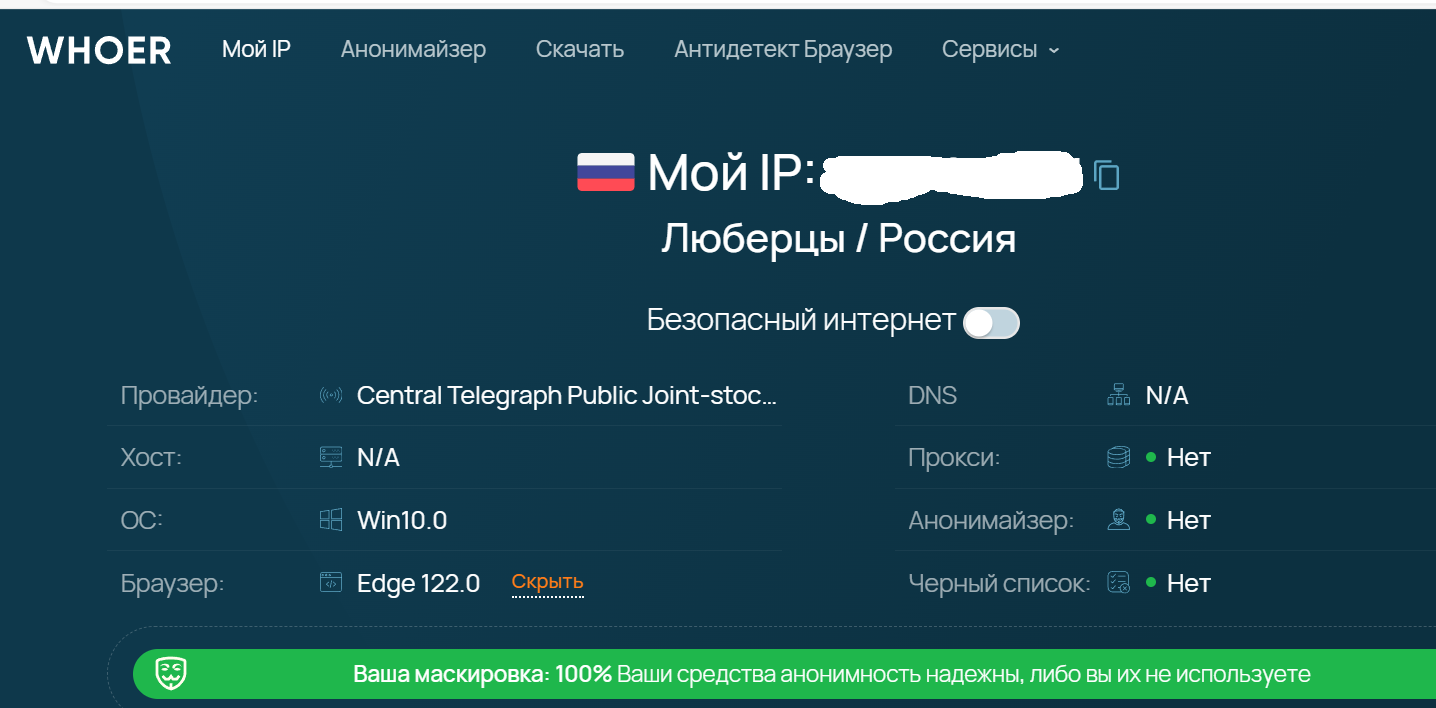 WHOER Мой IP Анонимайзер Скачать Антидетект Браузер Сервисы
Мой IP:
Люберцы / Россия
Безопасный интернет
Провайдер: Central Telegraph Public Joint-stoc...
DNS N/A
Хост: N/A
Прокси: Нет
ОС: Win10.0
Анонимайзер: Нет
Браузер: Edge 122.0 Скрыть
Черный список: Нет
Ваша маскировка: 100% Ваши средства анонимность надежны, либо вы их не используете